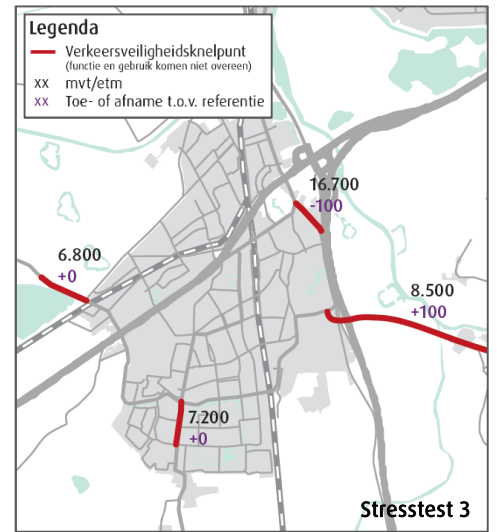 Legenda
Verkeersveiligheidsknelpunt
(functie en gebruik komen niet overeen)
xx mvt/etm
xx Toe- of afname t.o.v. referentie
16.700
-100
6.800
+0
8.500
+100
7.200
+0
Stresstest 3